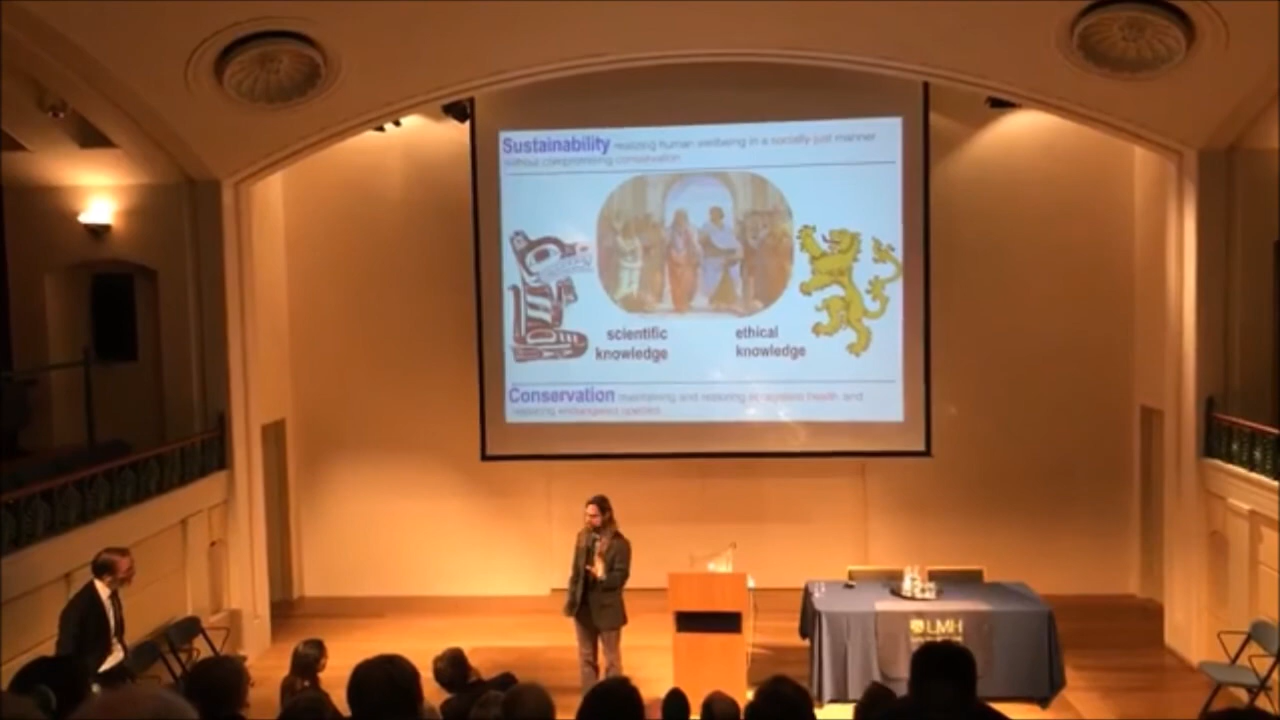 Sustainability realizing human wellbeing in a socially-just manner
without compromising conservation
scientific
knowledge
ethical
knowledge
Conservation maintaining and restoring ecosystem health and
restoring endangered species
LMH